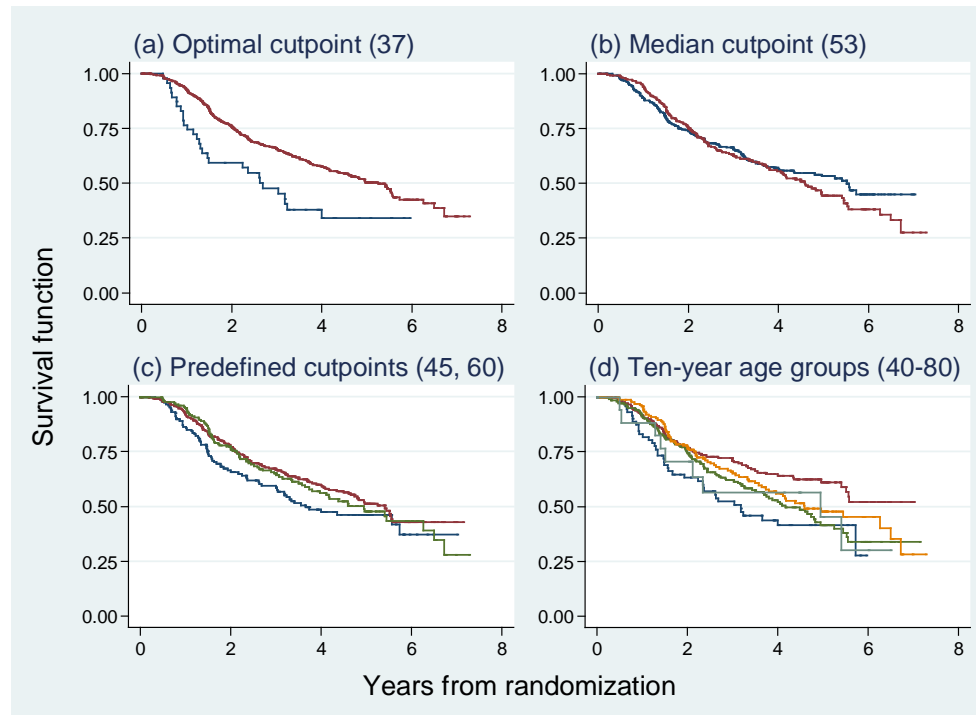 (a) Optimal cutpoint (37)
1.00
0.75
0.50
0.25
0.00
0 2 4 6 8
(b) Median cutpoint (53)
1.00
0.75
0.50
0.25
0.00
0 2 4 6 8
(c) Predefined cutpoints (45, 60)
1.00
0.75
0.50
0.25
0.00
0 2 4 6 8
(d) Ten-year age groups (40-80)
1.00
0.75
0.50
0.25
0.00
0 2 4 6 8
Survival function
Years from randomization